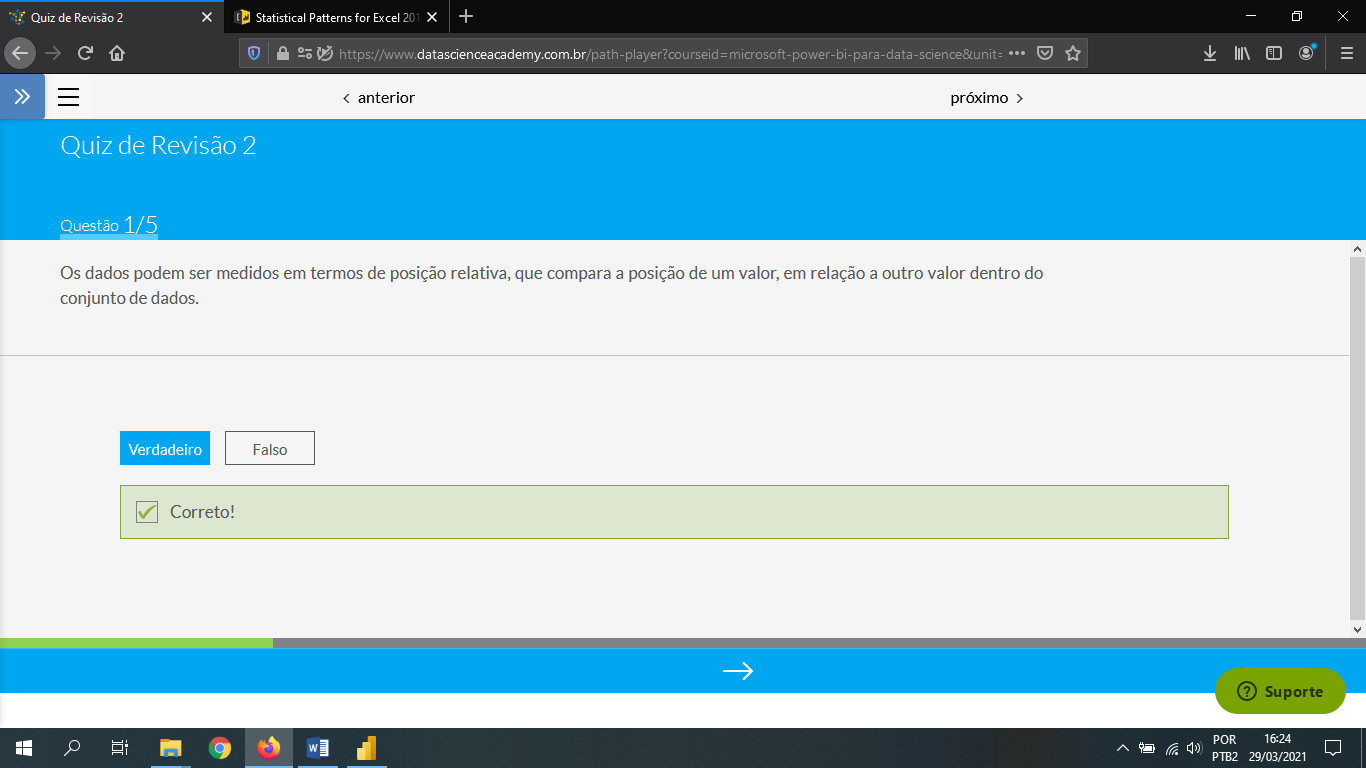 Quiz de Revisão 2
Statistical Patterns for Excel 201
https://www.datascienceacademy.com.br/path-player?courseid=microsoft-power-bi-para-data-science&unit=
anterior
próximo
Quiz de Revisão 2
Questão 1/5
Os dados podem ser medidos em termos de posição relativa, que compara a posição de um valor, em relação a outro valor dentro do
conjunto de dados.
Verdadeiro
Falso
Correto!
Suporte
POR
PTB2
16:24
29/03/2021